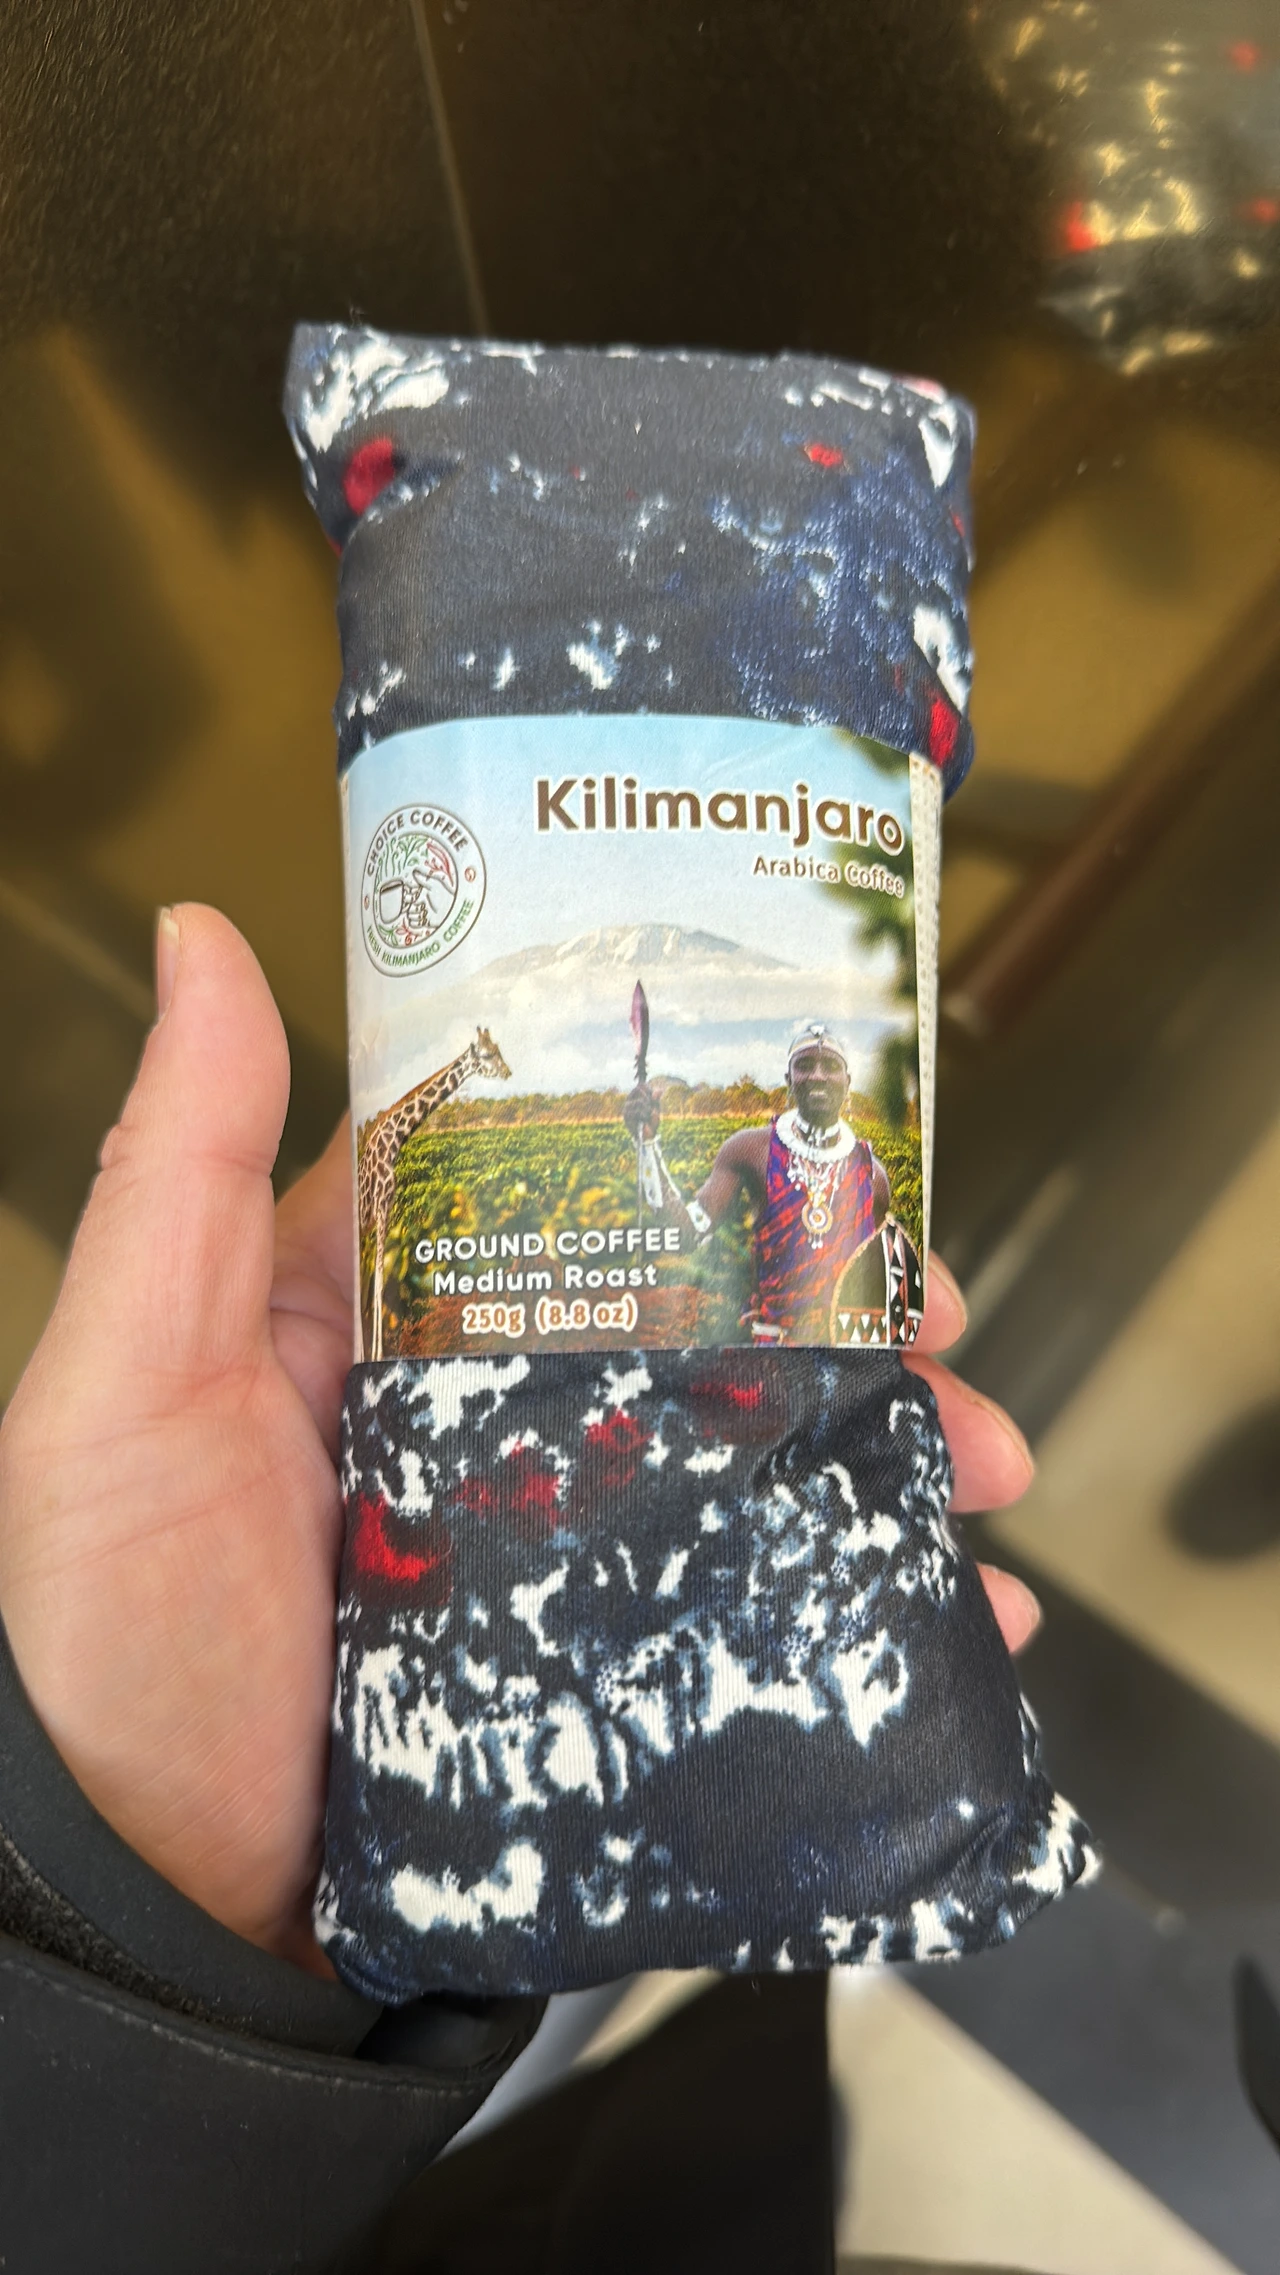 Kilimanjaro
Arabica Coffee
CHOICE COFFEE
FRESH KILIMANJARO COFFEE
GROUND COFFEE
Medium Roast
250g (8.8 oz)